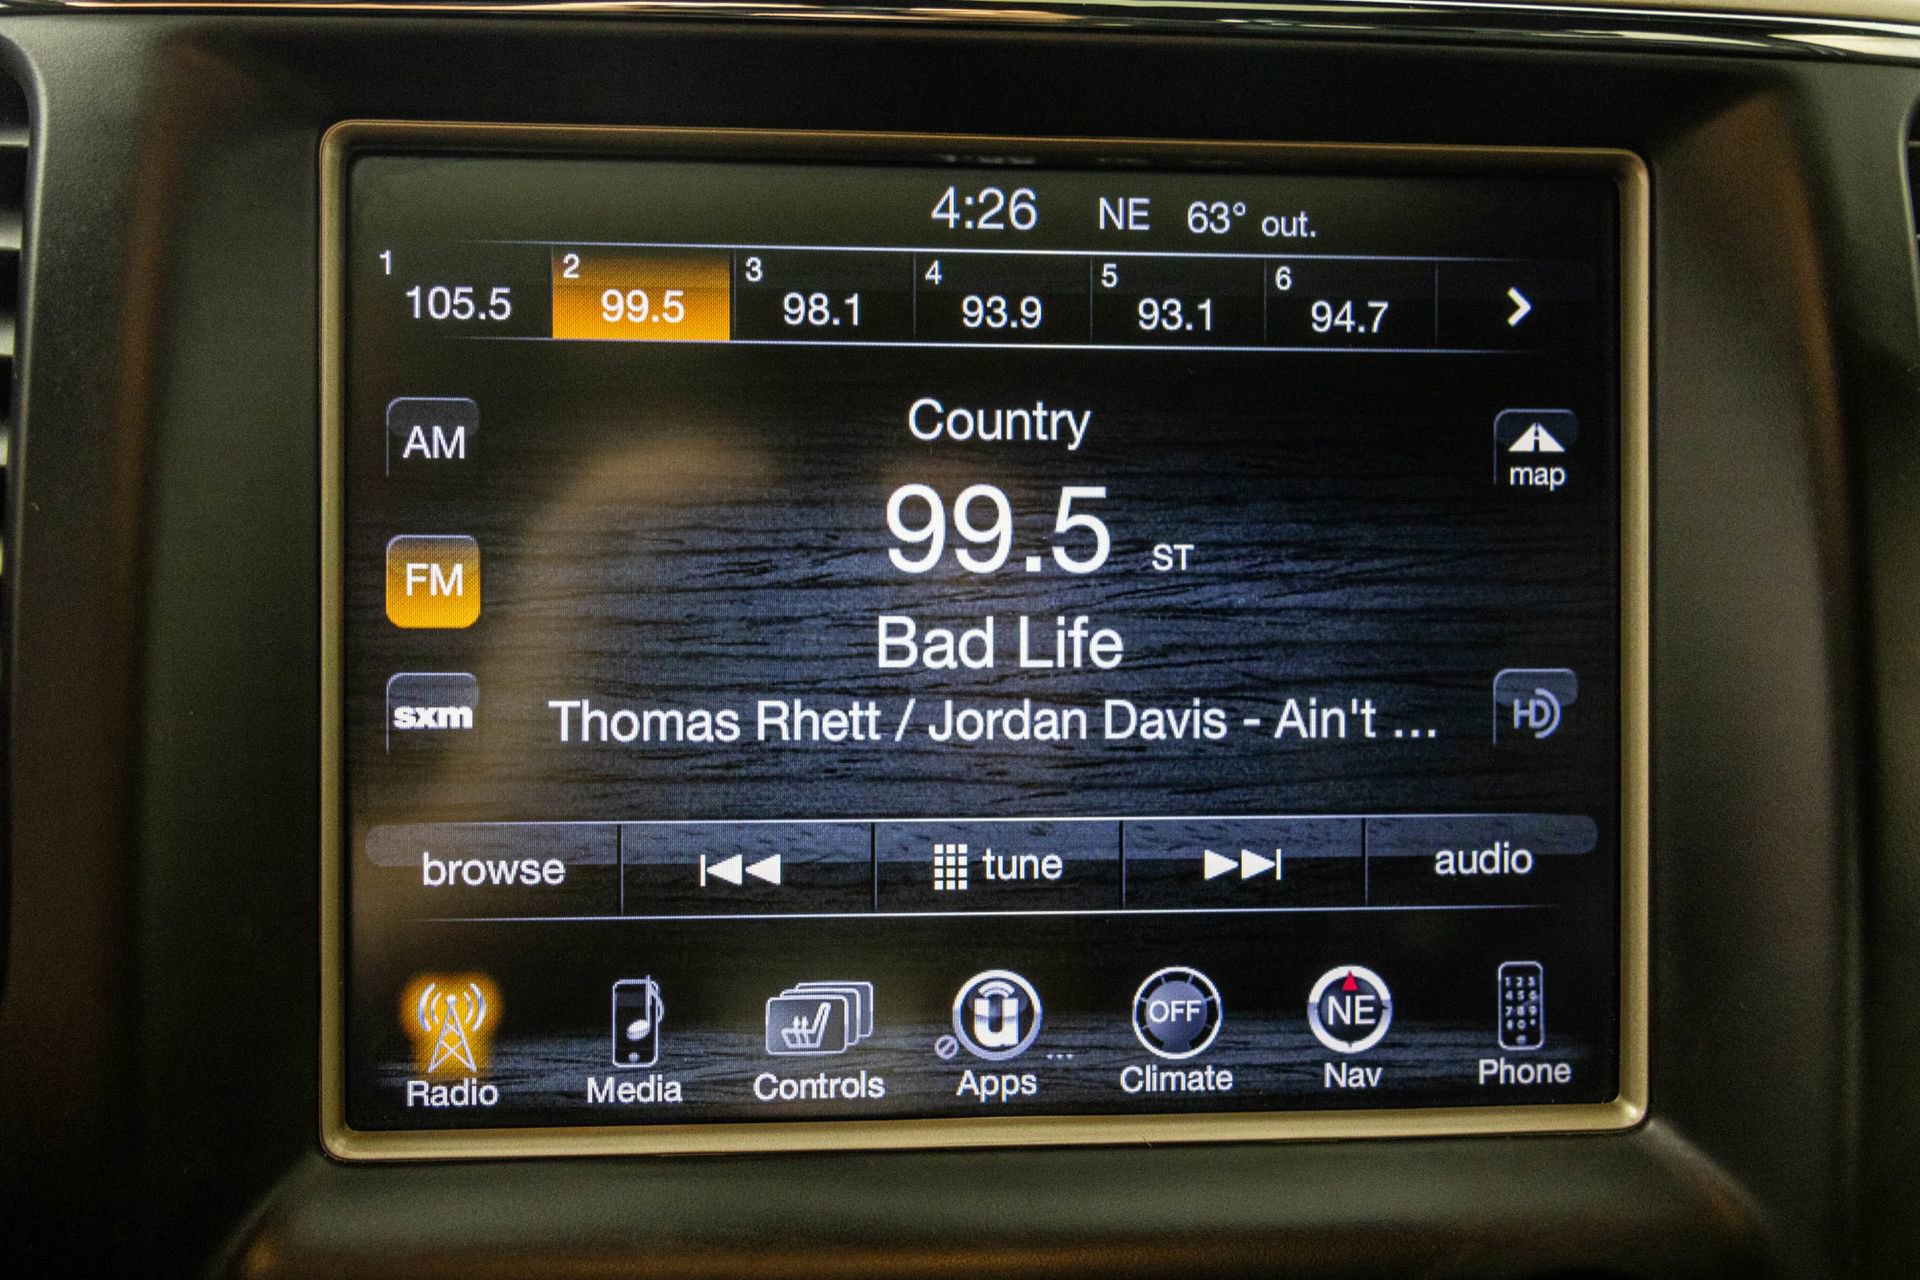 4:26 NE 63° out.
1 105.5 2 99.5 3 98.1 4 93.9 5 93.1 6 94.7
Country
AM
map
99.5 ST
FM
Bad Life
sxm Thomas Rhett / Jordan Davis - Ain't ... HD
browse tune audio
OFF NE
Radio Media Controls Apps Climate Nav Phone